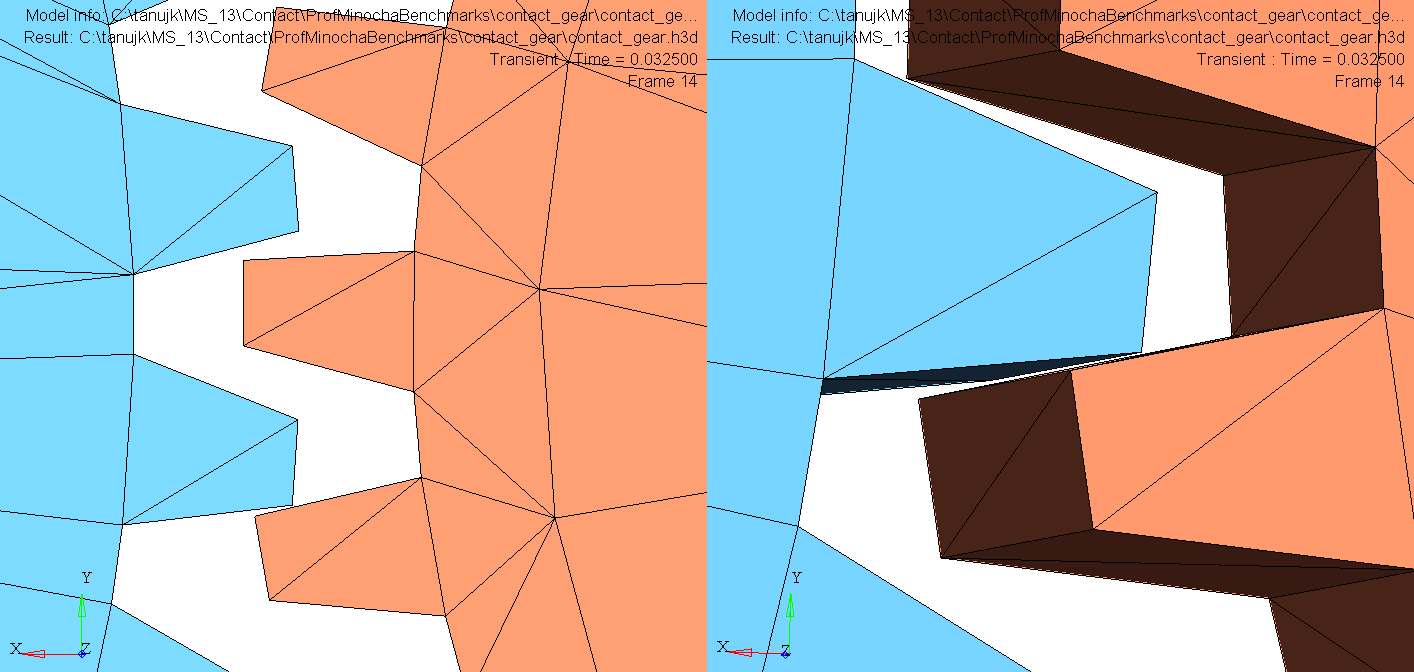 Model info: C:\tanujk\MS_13\Contact\ProfMinochaBenchmarks\contact_gear\contact_ge...
Result: C:\tanujk\MS_13\Contact\ProfMinochaBenchmarks\contact_gear\contact_gear.h3d
Transient : Time = 0.032500
Frame 14
Y
X
Z
Model info: C:\tanujk\MS_13\Contact\ProfMinochaBenchmarks\contact_gear\contact_ge...
Result: C:\tanujk\MS_13\Contact\ProfMinochaBenchmarks\contact_gear\contact_gear.h3d
Transient : Time = 0.032500
Frame 14
Y
X
Z